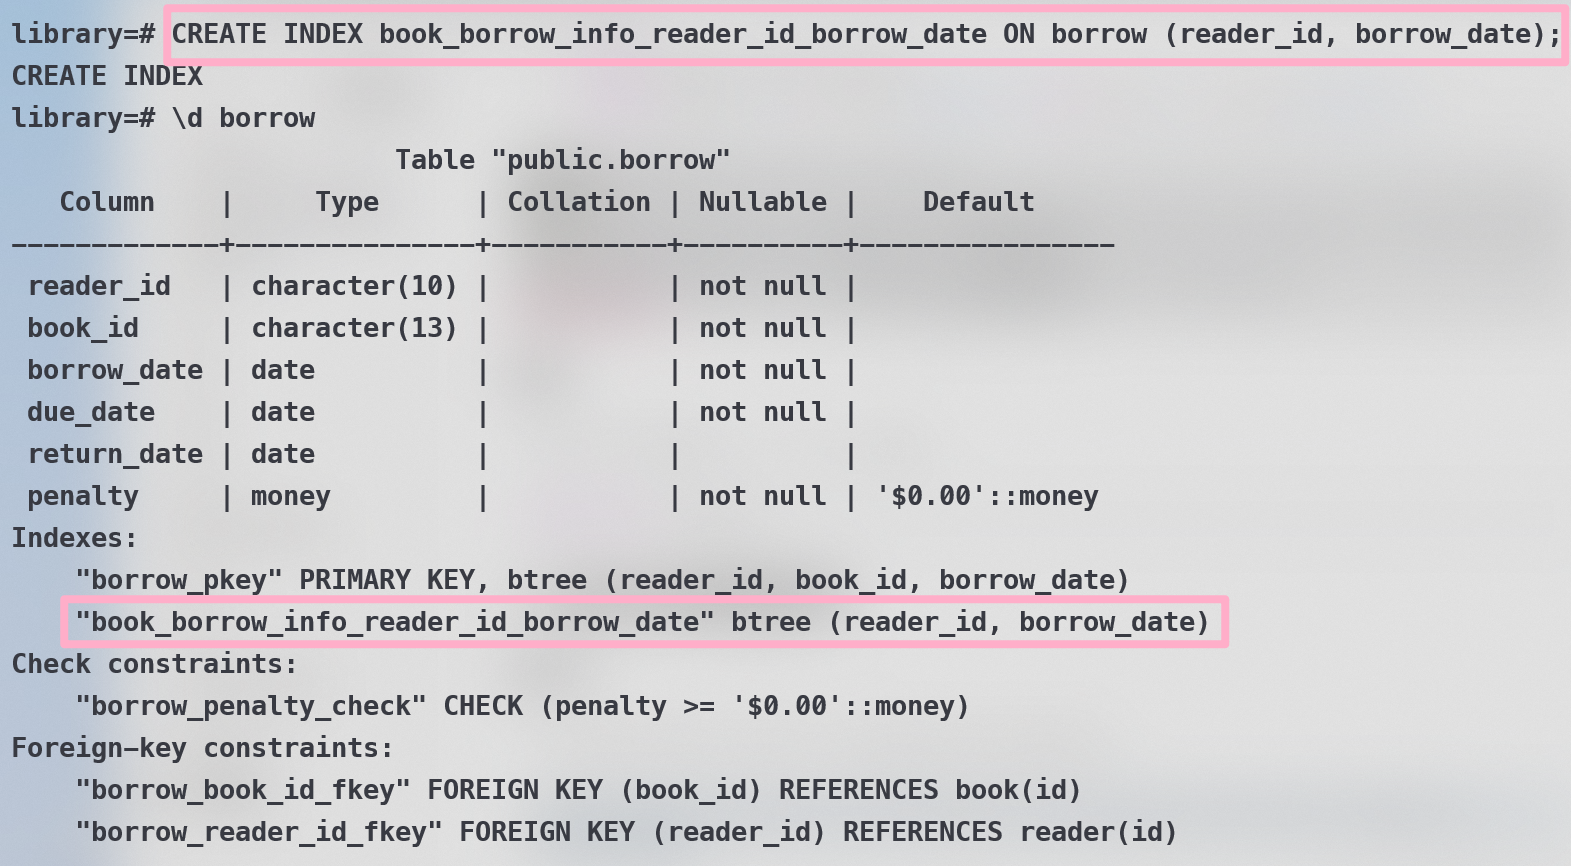 library=# CREATE INDEX book_borrow_info_reader_id_borrow_date ON borrow (reader_id, borrow_date);
CREATE INDEX
library=# \d borrow
                        Table "public.borrow"
   Column    |     Type      | Collation | Nullable |    Default
-------------+---------------+-----------+----------+----------------
 reader_id   | character(10) |           | not null |
 book_id     | character(13) |           | not null |
 borrow_date | date          |           | not null |
 due_date    | date          |           | not null |
 return_date | date          |           |          |
 penalty     | money         |           | not null | '$0.00'::money
Indexes:
    "borrow_pkey" PRIMARY KEY, btree (reader_id, book_id, borrow_date)
    "book_borrow_info_reader_id_borrow_date" btree (reader_id, borrow_date)
Check constraints:
    "borrow_penalty_check" CHECK (penalty >= '$0.00'::money)
Foreign-key constraints:
    "borrow_book_id_fkey" FOREIGN KEY (book_id) REFERENCES book(id)
    "borrow_reader_id_fkey" FOREIGN KEY (reader_id) REFERENCES reader(id)